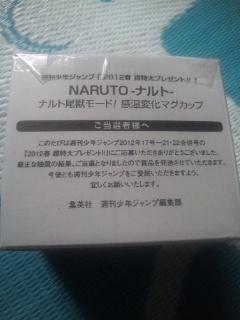 週刊少年ジャンプ「2012春 超特大プレゼント!!」
NARUTO -ナルト-
ナルト尾獣モード! 感温変化マグカップ
ご当選者様へ
このたびは週刊少年ジャンプ2012年17号〜21・22合併号の
『2012春 超特大プレゼント!!』にご応募いただきありがとうございました。
厳正な抽選の結果、ご当選となりましたので賞品を発送させていただきます。
今後とも週刊少年ジャンプをご愛読いただきますよう、
宜しくお願いいたします。
集英社 週刊少年ジャンプ編集部